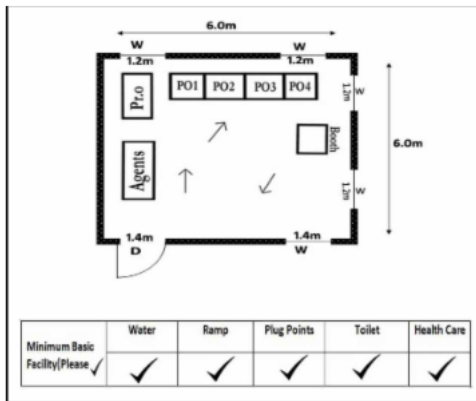 6.0m
W W
1.2m 1.2m
Pr.o PO1 PO2 PO3 PO4
1.2m W
Booth
6.0m
Agents
1.2m W
1.4m 1.4m
D W
Water Ramp Plug Points Toilet Health Care
Minimum Basic
Facility(Please ✓ ✓ ✓ ✓ ✓ ✓